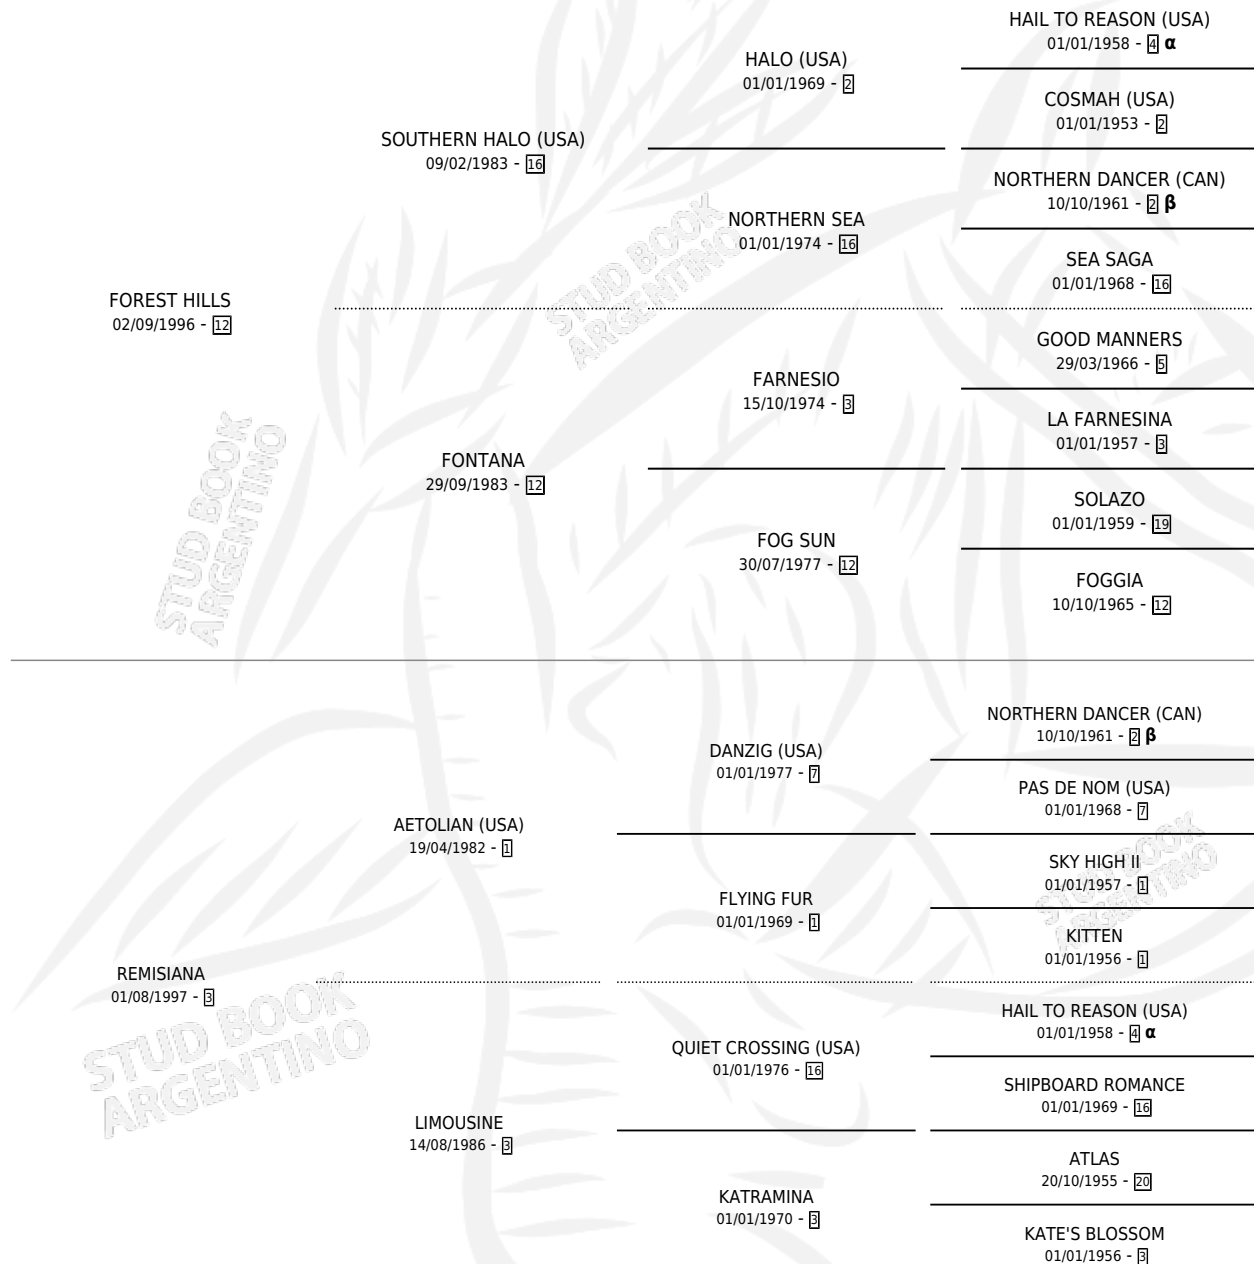 HAIL TO REASON (USA)
01/01/1958 - 4 α
HALO (USA)
01/01/1969 - 2
COSMAH (USA)
01/01/1953 - 2
SOUTHERN HALO (USA)
09/02/1983 - 16
NORTHERN DANCER (CAN)
10/10/1961 - 2 β
NORTHERN SEA
01/01/1974 - 16
SEA SAGA
01/01/1968 - 16
STUD BOOK
ARGENTINO
FOREST HILLS
02/09/1996 - 12
GOOD MANNERS
29/03/1966 - 5
FARNESIO
15/10/1974 - 3
LA FARNESINA
01/01/1957 - 3
FONTANA
29/09/1983 - 12
SOLAZO
01/01/1959 - 19
FOG SUN
30/07/1977 - 12
FOGGIA
10/10/1965 - 12
STUD BOOK
ARGENTINO
NORTHERN DANCER (CAN)
10/10/1961 - 2 β
DANZIG (USA)
01/01/1977 - 7
PAS DE NOM (USA)
01/01/1968 - 7
AETOLIAN (USA)
19/04/1982 - 1
SKY HIGH II
01/01/1957 - 1
FLYING FUR
01/01/1969 - 1
KITTEN
01/01/1956 - 1
STUD BOOK
ARGENTINO
REMISIANA
01/08/1997 - 3
HAIL TO REASON (USA)
01/01/1958 - 4 α
QUIET CROSSING (USA)
01/01/1976 - 16
SHIPBOARD ROMANCE
01/01/1969 - 16
STUD BOOK
ARGENTINO
LIMOUSINE
14/08/1986 - 3
ATLAS
20/10/1955 - 20
KATRAMINA
01/01/1970 - 3
KATE'S BLOSSOM
01/01/1956 - 3